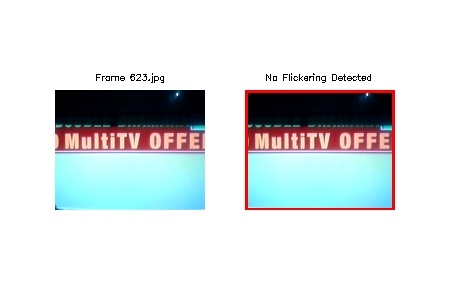 Frame 623.jpg
No Flickering Detected
MultiTV OFFE
MultiTV OFFE